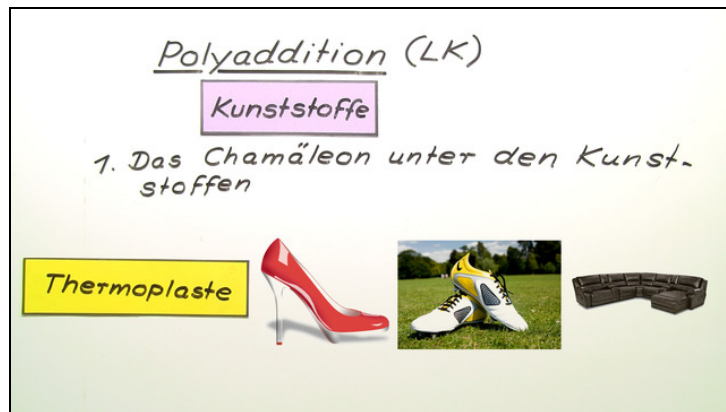 Polyaddition (LK)
Kunststoffe
1. Das Chamäleon unter den Kunst-
stoffen
Thermoplaste